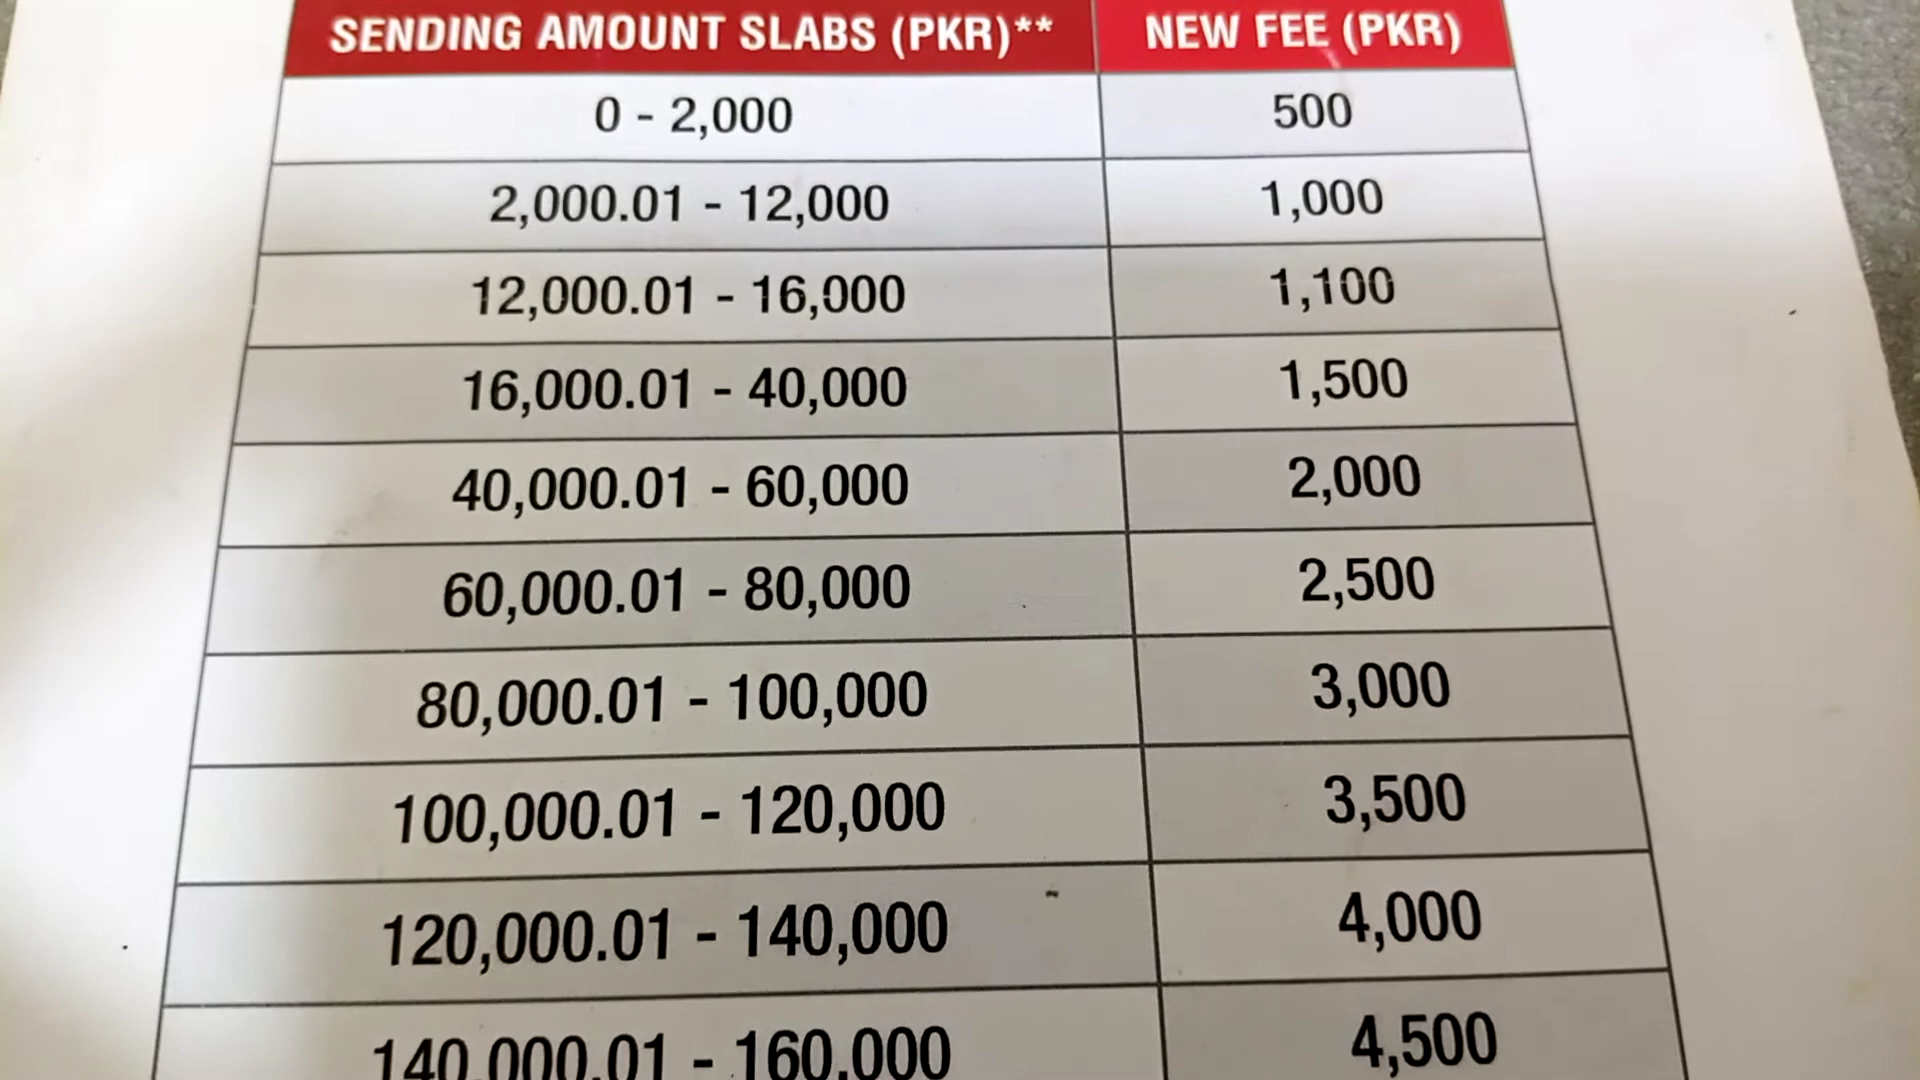 SENDING AMOUNT SLABS (PKR)** NEW FEE (PKR)
0 - 2,000 500
2,000.01 - 12,000 1,000
12,000.01 - 16,000 1,100
16,000.01 - 40,000 1,500
40,000.01 - 60,000 2,000
60,000.01 - 80,000 2,500
80,000.01 - 100,000 3,000
100,000.01 - 120,000 3,500
120,000.01 - 140,000 4,000
140,000.01 - 160,000 4,500